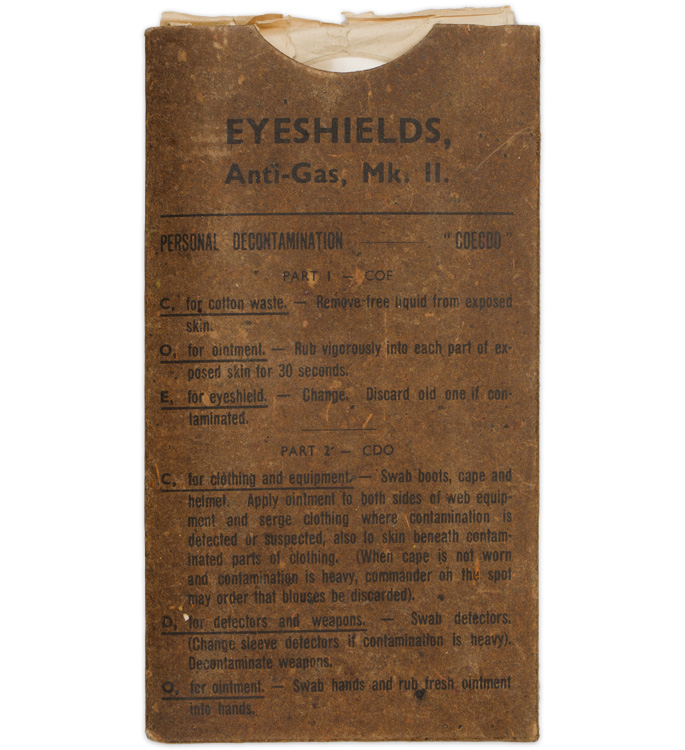 EYESHIELDS,
Anti-Gas, Mk. II.
PERSONAL DECONTAMINATION —— "COECDO"
PART 1 — COE
C, for cotton waste. — Remove free liquid from exposed
skin.
O, for ointment. — Rub vigorously into each part of ex-
posed skin for 30 seconds.
E, for eyeshield. — Change. Discard old one if con-
taminated.
PART 2 — CDO
C, for clothing and equipment. — Swab boots, cape and
helmet. Apply ointment to both sides of web equip-
ment and serge clothing where contamination is
detected or suspected, also to skin beneath contam-
inated parts of clothing. (When cape is not worn
and contamination is heavy, commander on the spot
may order that blouses be discarded).
D, for detectors and weapons. — Swab detectors.
(Change sleeve detectors if contamination is heavy).
Decontaminate weapons.
O, for ointment. — Swab hands and rub fresh ointment
into hands.